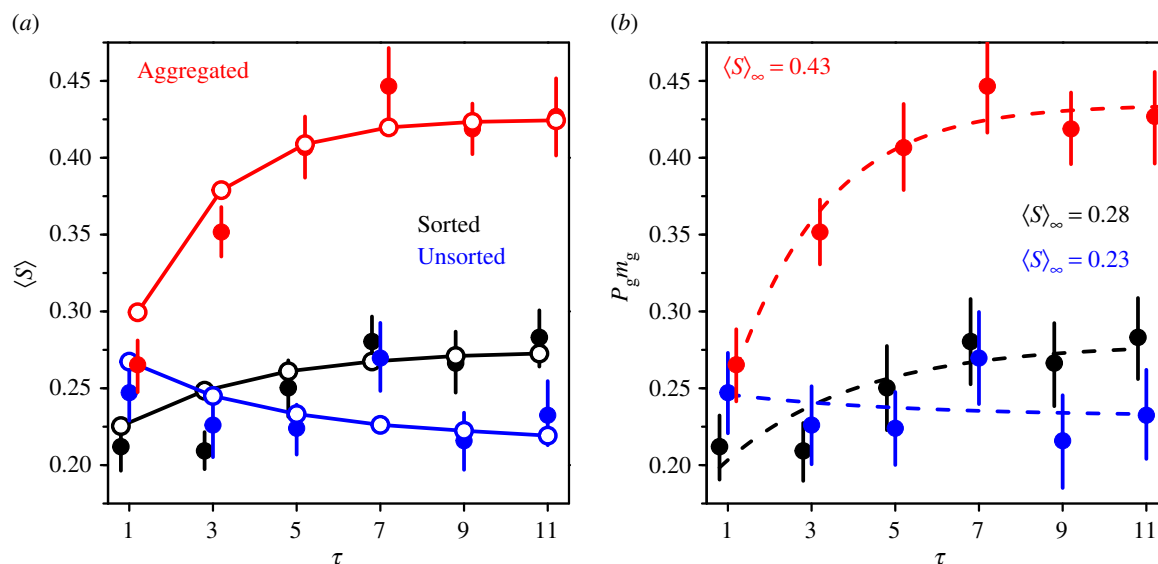 (a)
Aggregated
Sorted
Unsorted
⟨S⟩
0.45
0.40
0.35
0.30
0.25
0.20
1 3 5 7 9 11
τ
(b)
⟨S⟩∞ = 0.43
⟨S⟩∞ = 0.28
⟨S⟩∞ = 0.23
Pgmg
0.45
0.40
0.35
0.30
0.25
0.20
1 3 5 7 9 11
τ